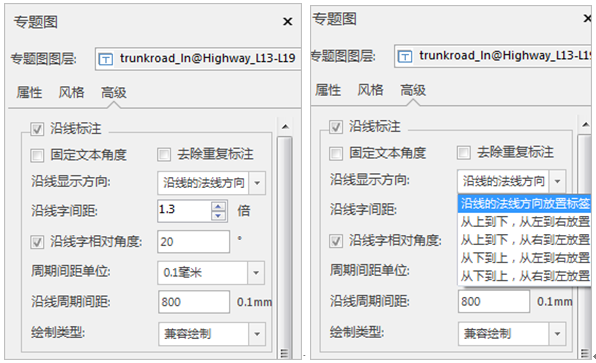 专题图
专题图图层: trunkroad_ln@Highway_L13-L19
属性 风格 高级
沿线标注
固定文本角度 去除重复标注
沿线显示方向: 沿线的法线方向
沿线字间距: 1.3 倍
沿线字相对角度: 20 °
周期间距单位: 0.1毫米
沿线周期间距: 800 0.1mm
绘制类型: 兼容绘制
专题图
专题图图层: trunkroad_ln@Highway_L13-L19
属性 风格 高级
沿线标注
固定文本角度 去除重复标注
沿线显示方向: 沿线的法线方向
沿线的法线方向放置标签
沿线字间距: 从上到下，从左到右放置
从上到下，从右到左放置
沿线字相对角度: 从下到上，从左到右放置
周期间距单位: 从下到上，从右到左放置
沿线周期间距: 800 0.1mm
绘制类型: 兼容绘制